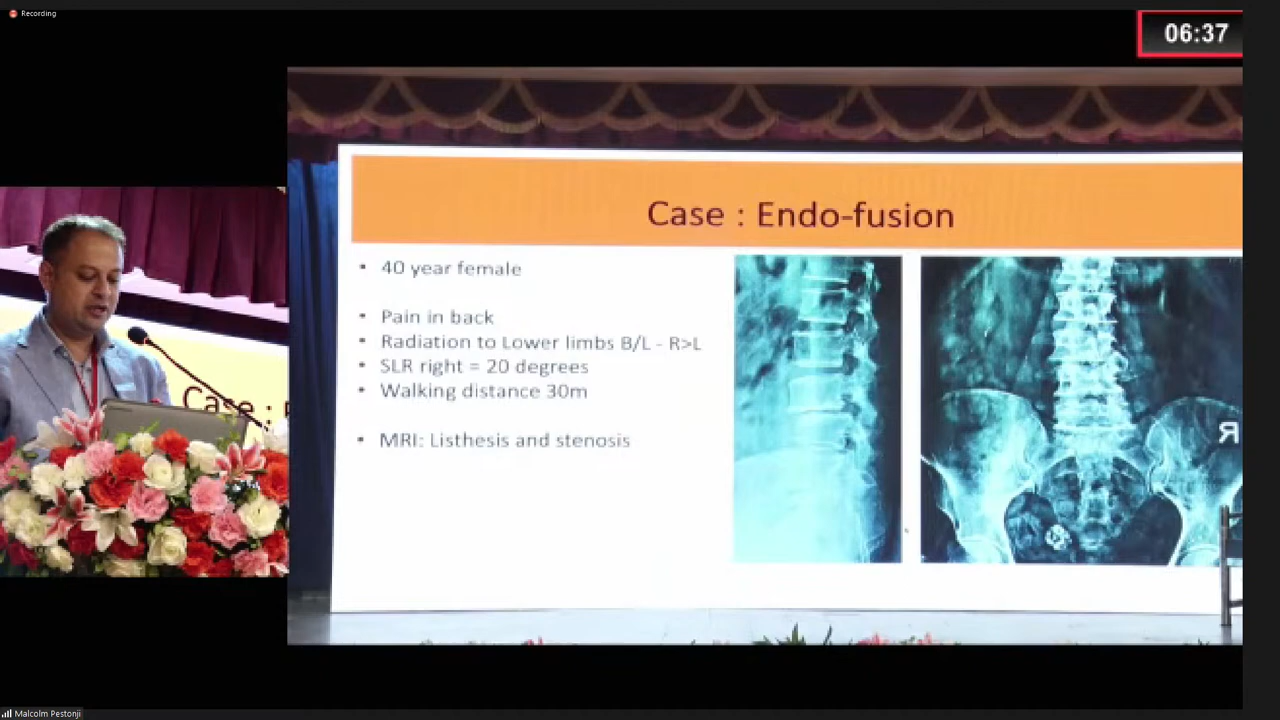 Recording
06:37
Case : Endo-fusion
• 40 year female
• Pain in back
• Radiation to Lower limbs B/L - R>L
• SLR right = 20 degrees
• Walking distance 30m
• MRI: Listhesis and stenosis
R
Case :
Malcolm Pestonji